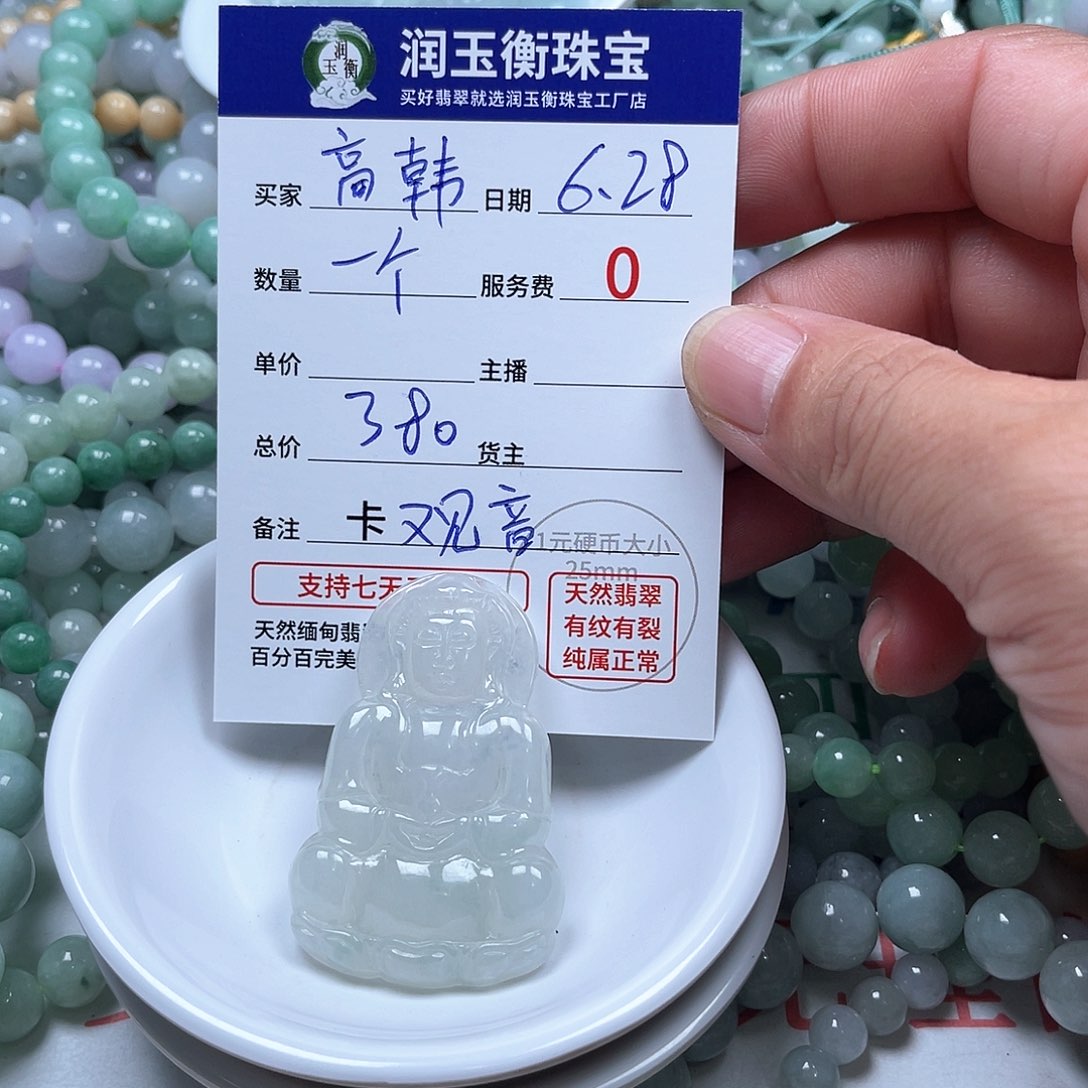 润玉衡
润玉衡珠宝
买好翡翠就选润玉衡珠宝工厂店
买家 高韩 日期 6.28
数量 一个 服务费 0
单价 主播
总价 380 货主
备注 卡 观音
1元硬币大小
25mm
支持七天
天然缅甸翡
百分百完美
天然翡翠
有纹有裂
纯属正常